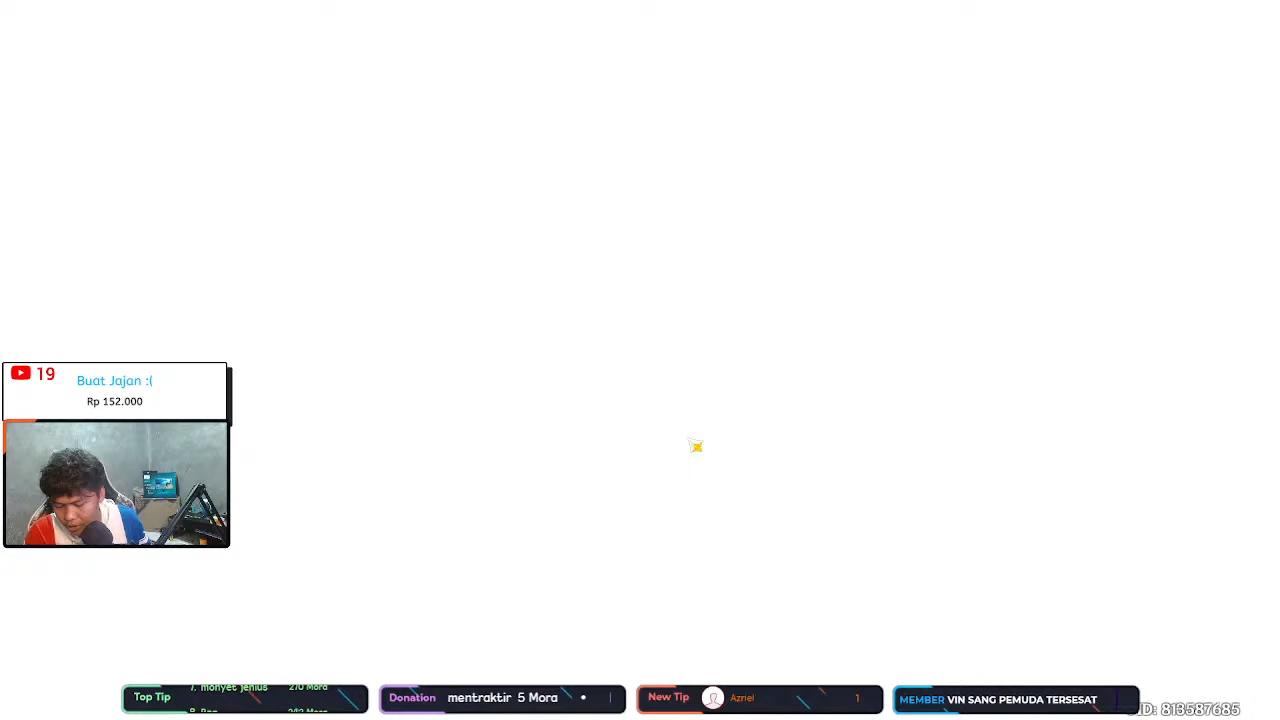 19
Buat Jajan :(
Rp 152.000
Top Tip
7. monyet jenius 270 Mora
Donation mentraktir 5 Mora •
New Tip Azriel 1
MEMBER VIN SANG PEMUDA TERSESAT
UID: 813587685